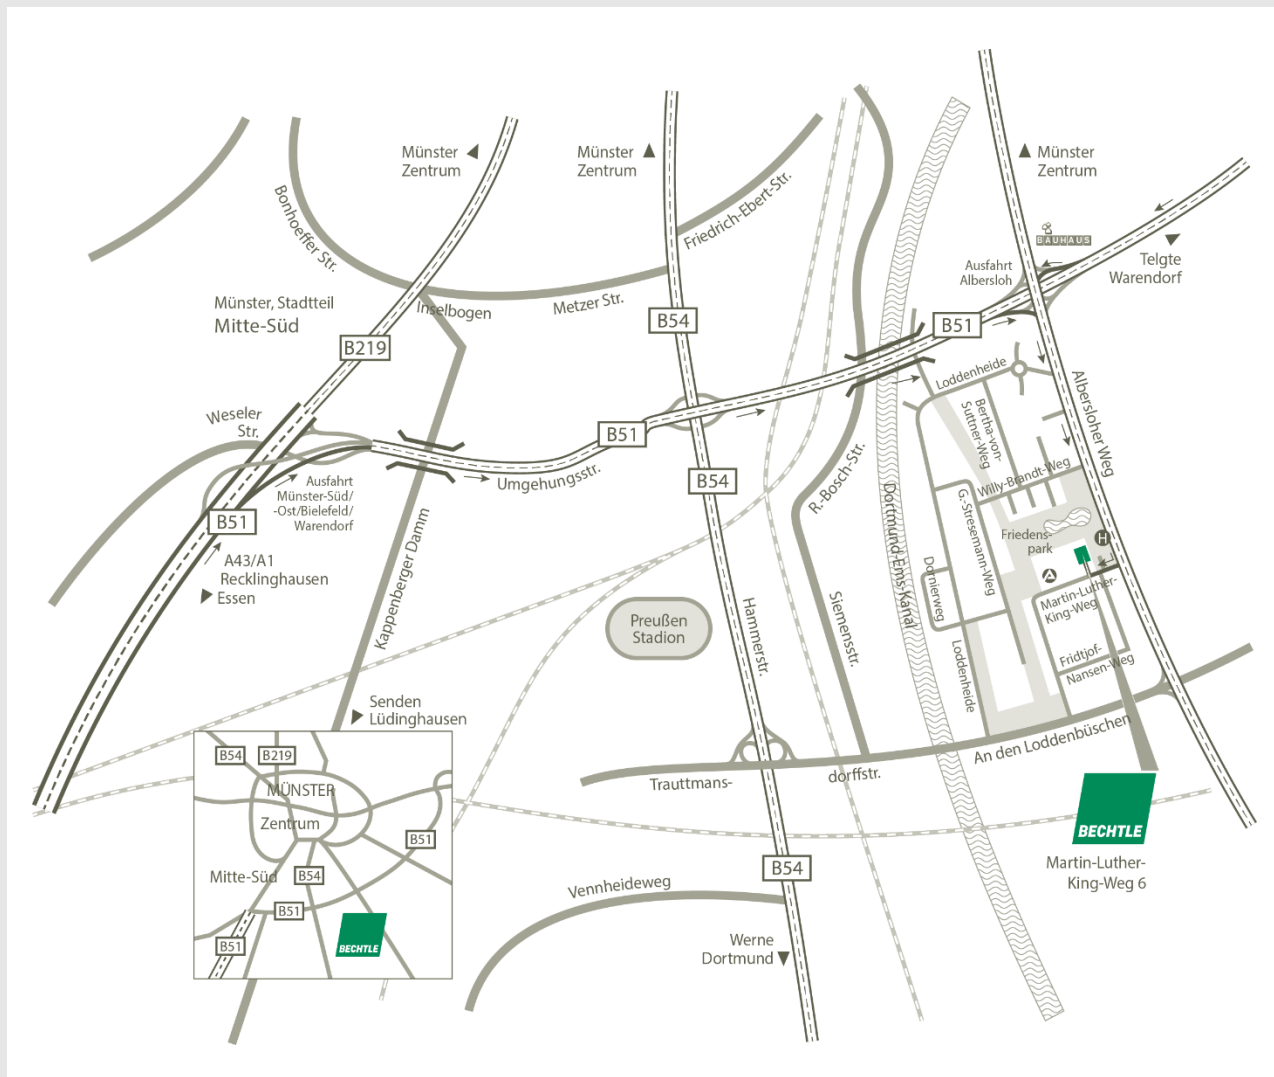 Münster
Zentrum
Münster
Zentrum
Münster
Zentrum
Bonhoeffer Str.
Friedrich-Ebert-Str.
BAUHAUS
Telgte
Warendorf
Ausfahrt
Albersloh
Münster, Stadtteil
Mitte-Süd
Inselbogen
Metzer Str.
B54
B51
B219
Loddenheide
Albersloher Weg
Weseler
Str.
Bertha-von-
Suttner-Weg
B51
Umgehungsstr.
B54
R.-Bosch-Str.
Willy-Brandt-Weg
Ausfahrt
Münster-Süd/
-Ost/Bielefeld/
Warendorf
Dortmund-Ems-Kanal
G.-Stresemann-Weg
B51
Friedens-
park
H
A43/A1
Recklinghausen
Essen
Kappenberger Damm
Dornierweg
A
Martin-Luther-
King-Weg
Preußen
Stadion
Hammerstr.
Siemensstr.
Loddenheide
Fridtjof-
Nansen-Weg
Senden
Lüdinghausen
An den Loddenbüschen
Trauttmans-
dorffstr.
B54
B219
MÜNSTER
Zentrum
B51
Mitte-Süd
B54
B51
B51
BECHTLE
BECHTLE
Martin-Luther-
King-Weg 6
B54
Vennheideweg
Werne
Dortmund